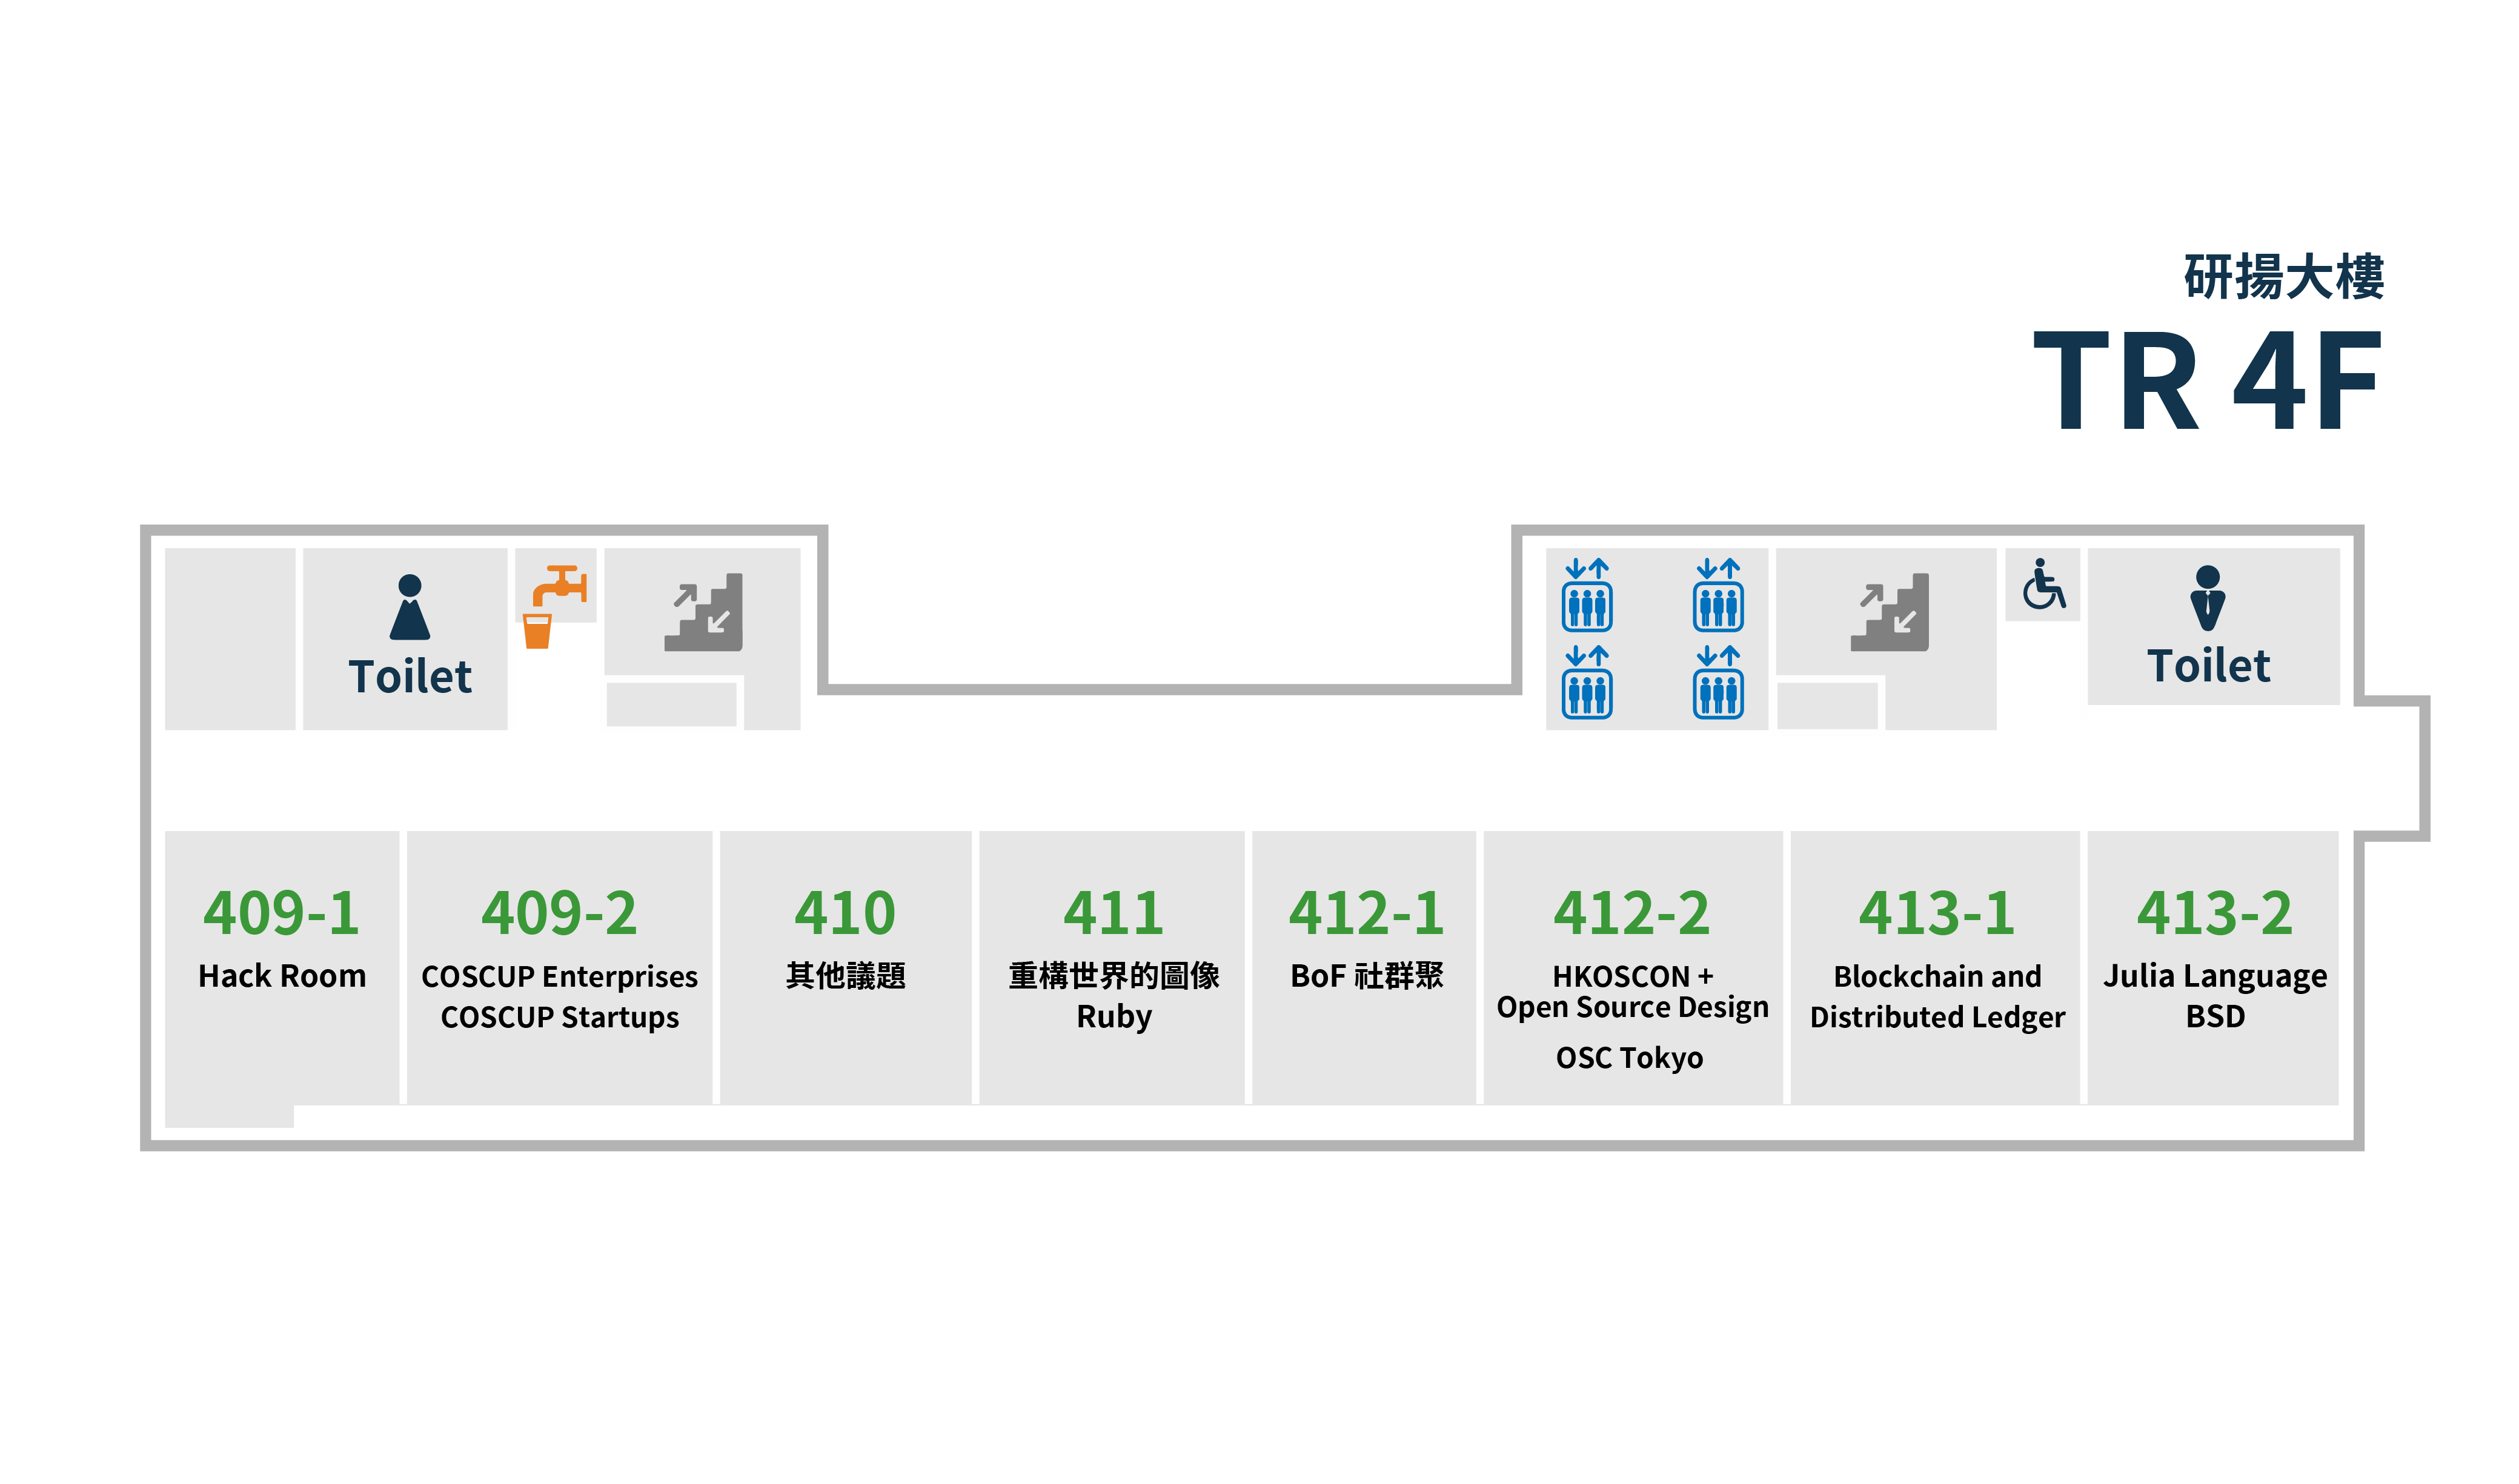 研揚大樓
TR 4F
Toilet
Toilet
409-1
Hack Room
409-2
COSCUP Enterprises
COSCUP Startups
410
其他議題
411
重構世界的圖像
Ruby
412-1
BoF 社群聚
412-2
HKOSCON +
Open Source Design
OSC Tokyo
413-1
Blockchain and
Distributed Ledger
413-2
Julia Language
BSD